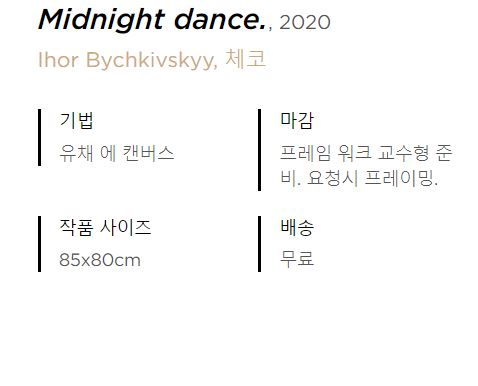 Midnight dance., 2020
Ihor Bychkivskyy, 체코
기법
유채 에 캔버스
마감
프레임 워크 교수형 준
비. 요청시 프레이밍.
작품 사이즈
85x80cm
배송
무료